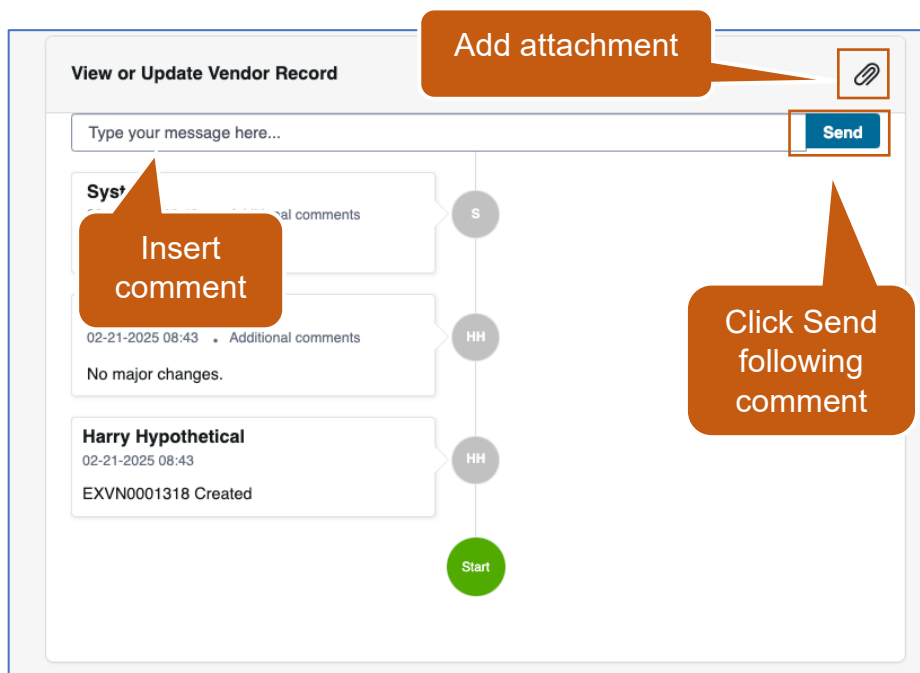 Add attachment
View or Update Vendor Record
Type your message here...
Send
Additional comments
S
Insert
comment
02-21-2025 08:43 • Additional comments
HH
No major changes.
Click Send
following
comment
Harry Hypothetical
02-21-2025 08:43
HH
EXVN0001318 Created
Start